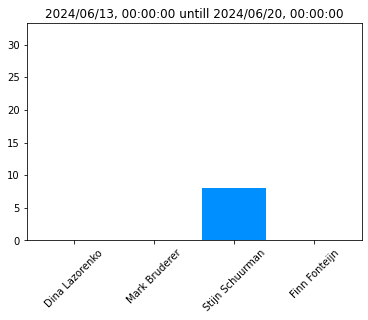 2024/06/13, 00:00:00 untill 2024/06/20, 00:00:00
30
25
20
15
10
5
0
Dina Lazorenko
Mark Bruderer
Stijn Schuurman
Finn Fonteijn